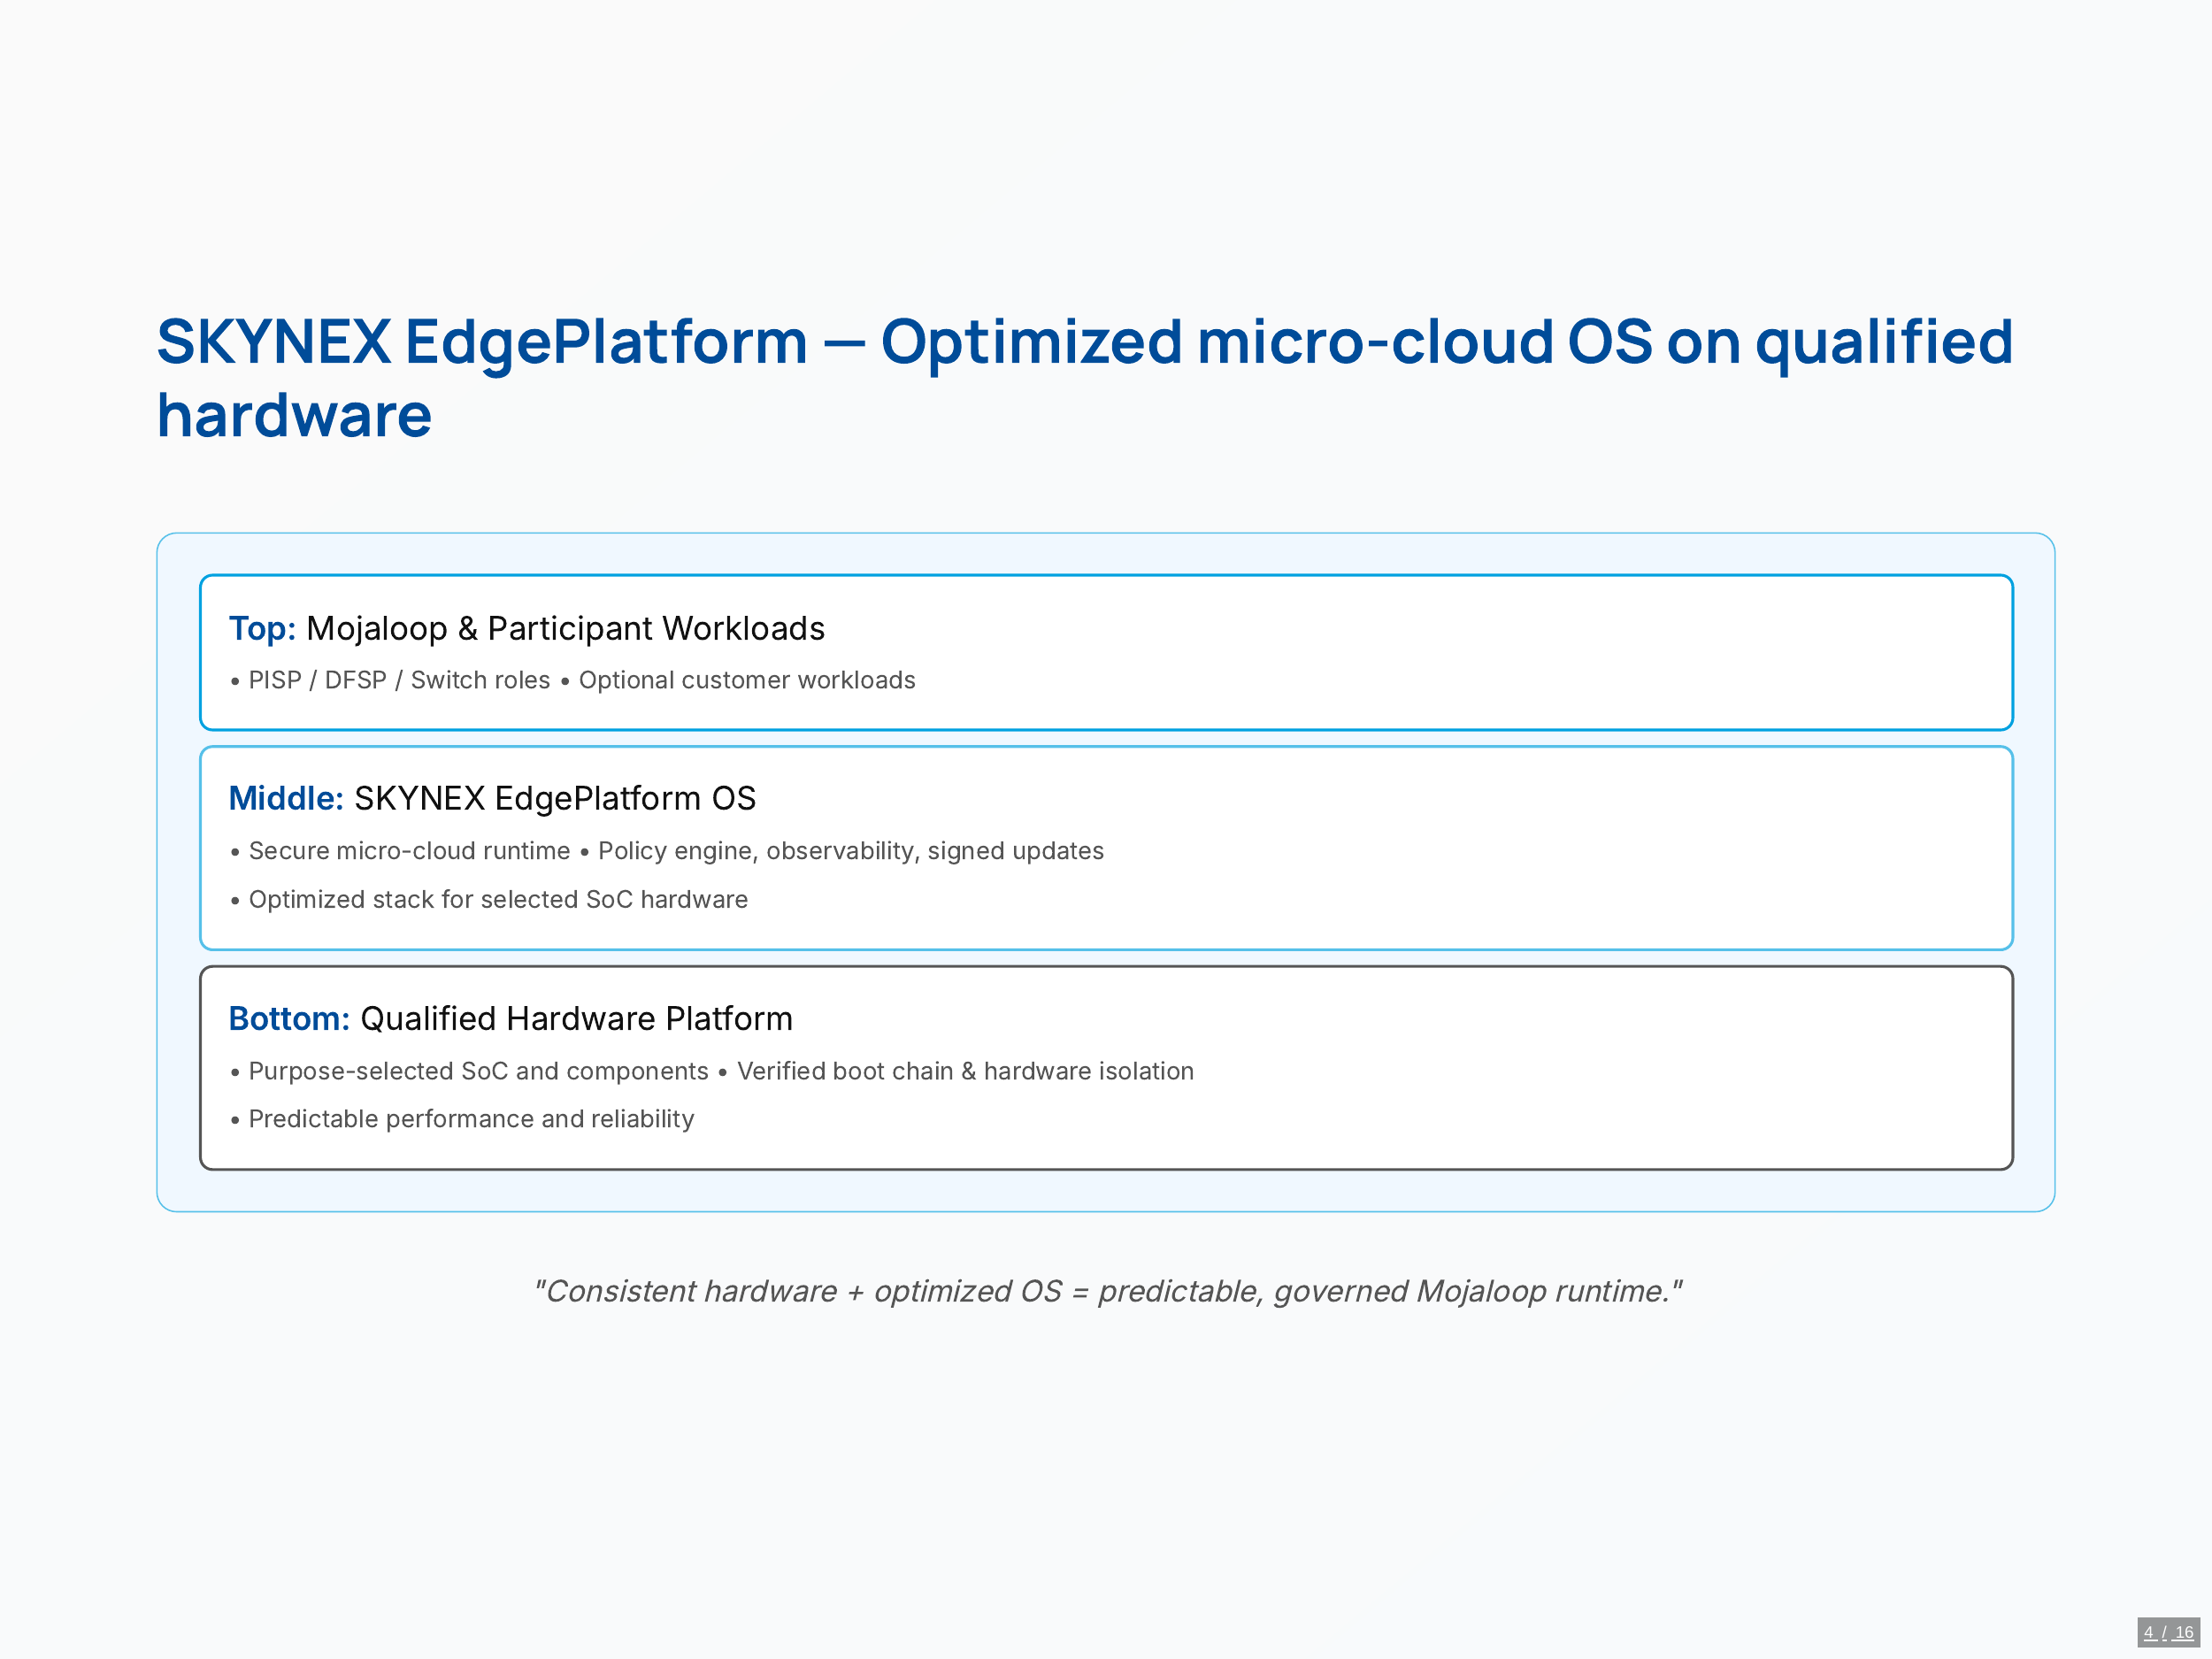 SKYNEX EdgePlatform — Optimized micro-cloud OS on qualified
hardware
Top: Mojaloop & Participant Workloads
• PISP / DFSP / Switch roles • Optional customer workloads
Middle: SKYNEX EdgePlatform OS
• Secure micro-cloud runtime • Policy engine, observability, signed updates
• Optimized stack for selected SoC hardware
Bottom: Qualified Hardware Platform
• Purpose-selected SoC and components • Verified boot chain & hardware isolation
• Predictable performance and reliability
"Consistent hardware + optimized OS = predictable, governed Mojaloop runtime."
4 / 16